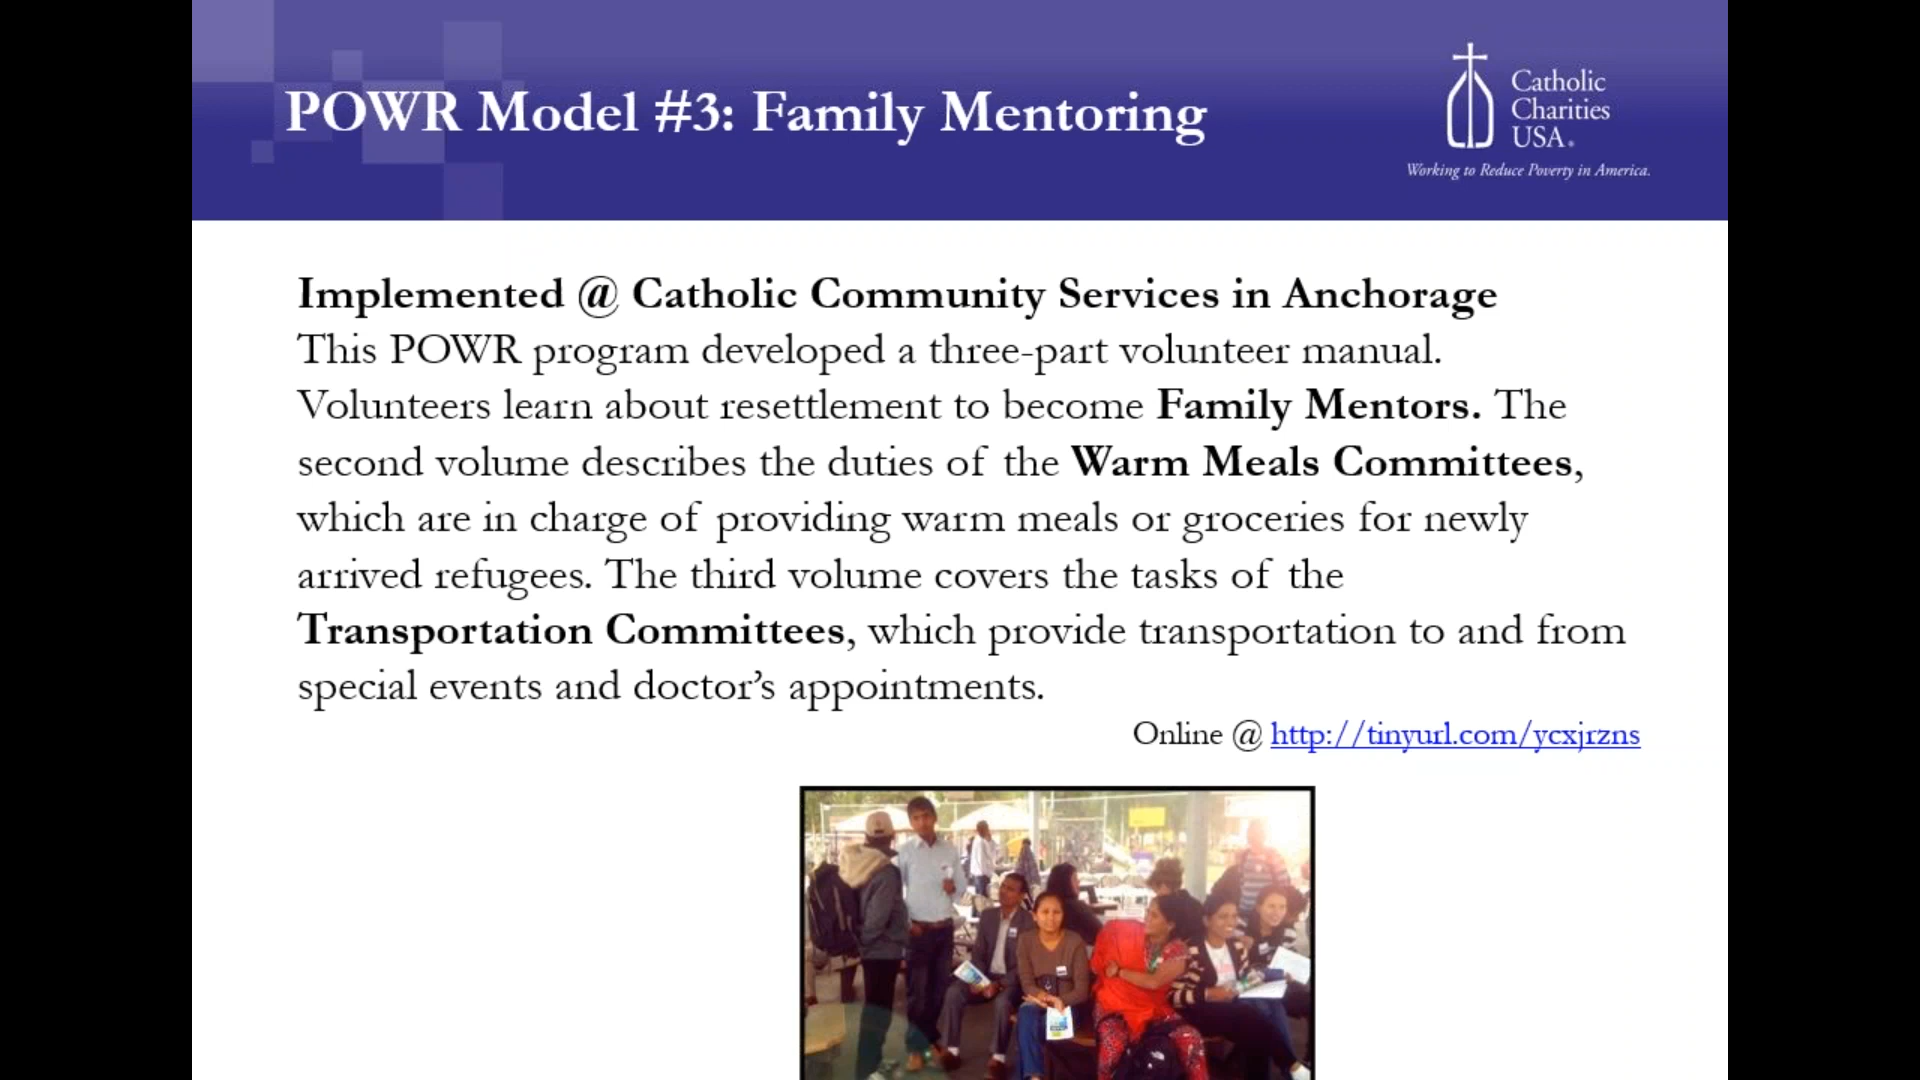 POWR Model #3: Family Mentoring
Catholic
Charities
USA®
Working to Reduce Poverty in America.
Implemented @ Catholic Community Services in Anchorage
This POWR program developed a three-part volunteer manual.
Volunteers learn about resettlement to become Family Mentors. The
second volume describes the duties of the Warm Meals Committees,
which are in charge of providing warm meals or groceries for newly
arrived refugees. The third volume covers the tasks of the
Transportation Committees, which provide transportation to and from
special events and doctor’s appointments.
Online @ http://tinyurl.com/ycxjrzns